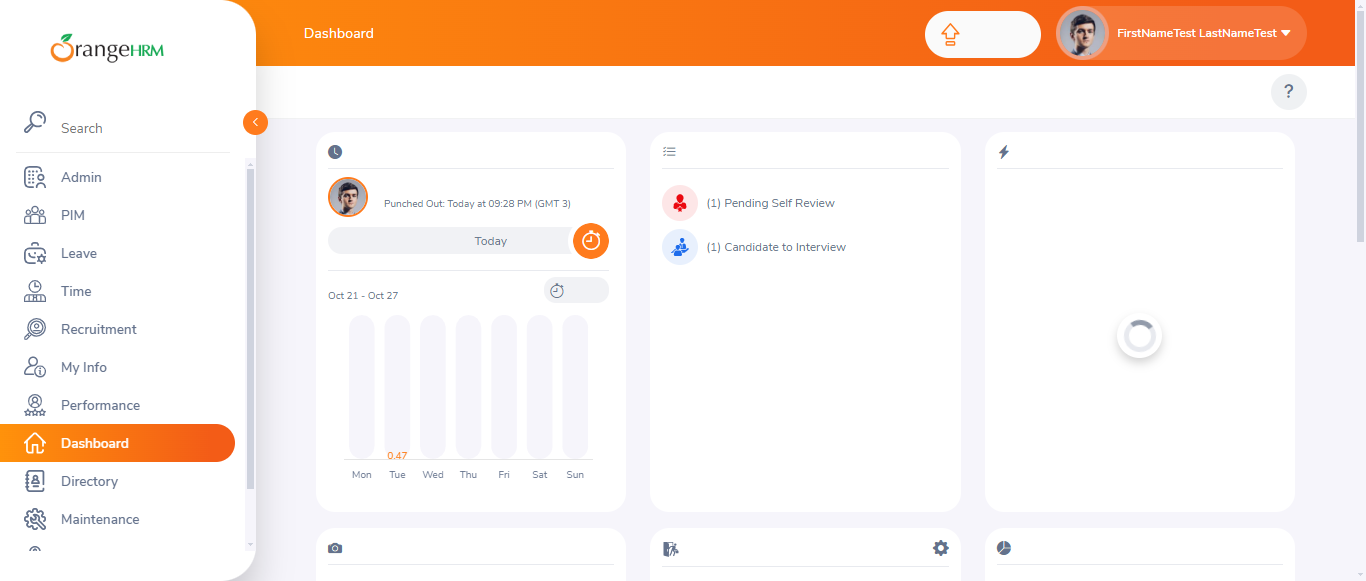 OrangeHRM
Search
Admin
PIM
Leave
Time
Recruitment
My Info
Performance
Dashboard
Directory
Maintenance
Dashboard
FirstNameTest LastNameTest
?
Punched Out: Today at 09:28 PM (GMT 3)
Today
Oct 21 - Oct 27
0.47
Mon Tue Wed Thu Fri Sat Sun
(1) Pending Self Review
(1) Candidate to Interview